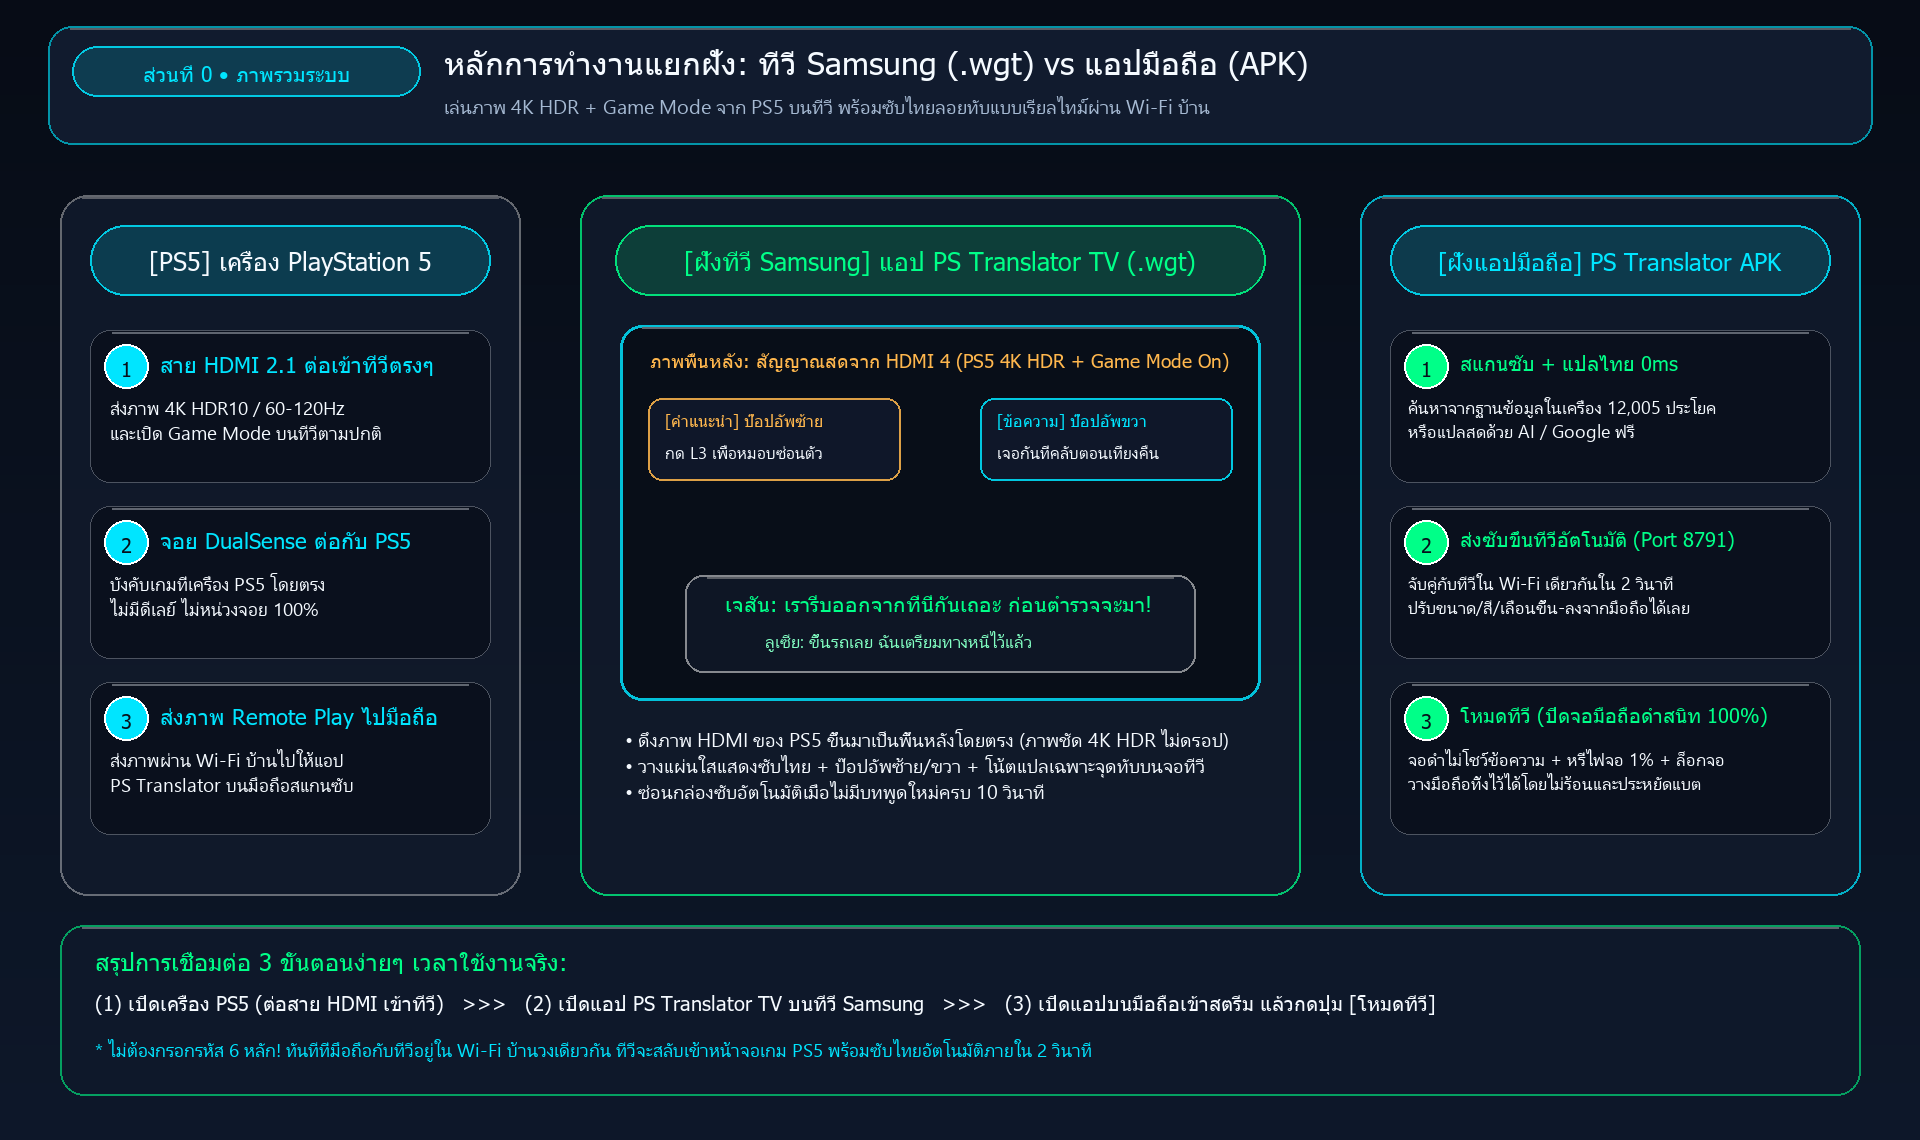 ส่วนที่ 0 • ภาพรวมระบบ
หลักการทำงานแยกฝั่ง: ทีวี Samsung (.wgt) vs แอปมือถือ (APK)
เล่นภาพ 4K HDR + Game Mode จาก PS5 บนทีวี พร้อมซับไทยลอยทับแบบเรียลไทม์ผ่าน Wi-Fi บ้าน
[PS5] เครื่อง PlayStation 5
1 สาย HDMI 2.1 ต่อเข้าทีวีตรงๆ
ส่งภาพ 4K HDR10 / 60-120Hz
และเปิด Game Mode บนทีวีตามปกติ
2 จอย DualSense ต่อกับ PS5
บังคับเกมที่เครื่อง PS5 โดยตรง
ไม่มีดีเลย์ ไม่หน่วงจอย 100%
3 ส่งภาพ Remote Play ไปมือถือ
ส่งภาพผ่าน Wi-Fi บ้านไปให้แอป
PS Translator บนมือถือสแกนซับ
[ฝั่งทีวี Samsung] แอป PS Translator TV (.wgt)
ภาพพื้นหลัง: สัญญาณสดจาก HDMI 4 (PS5 4K HDR + Game Mode On)
[คำแนะนำ] ป๊อปอัพซ้าย
กด L3 เพื่อหมอบซ่อนตัว
[ข้อความ] ป๊อปอัพขวา
เจอกันที่คลับตอนเที่ยงคืน
เจสัน: เรารีบออกจากที่นี่กันเถอะ ก่อนตำรวจจะมา!
ลูเซีย: ขึ้นรถเลย ฉันเตรียมทางหนีไว้แล้ว
• ดึงภาพ HDMI ของ PS5 ขึ้นมาเป็นพื้นหลังโดยตรง (ภาพชัด 4K HDR ไม่ดรอป)
• วางแผ่นใสแสดงซับไทย + ป๊อปอัพซ้าย/ขวา + โน้ตแปลเฉพาะจุดทับบนจอทีวี
• ซ่อนกล่องซับอัตโนมัติเมื่อไม่มีบทพูดใหม่ครบ 10 วินาที
[ฝั่งแอปมือถือ] PS Translator APK
1 สแกนซับ + แปลไทย 0ms
ค้นหาจากฐานข้อมูลในเครื่อง 12,005 ประโยค
หรือแปลสดด้วย AI / Google ฟรี
2 ส่งซับขึ้นทีวีอัตโนมัติ (Port 8791)
จับคู่กับทีวีใน Wi-Fi เดียวกันใน 2 วินาที
ปรับขนาด/สี/เลื่อนขึ้น-ลงจากมือถือได้เลย
3 โหมดทีวี (ปิดจอมือถือดำสนิท 100%)
จอดำไม่โชว์ข้อความ + หรี่ไฟจอ 1% + ล็อกจอ
วางมือถือทิ้งไว้ได้โดยไม่ร้อนและประหยัดแบต
สรุปการเชื่อมต่อ 3 ขั้นตอนง่ายๆ เวลาใช้งานจริง:
(1) เปิดเครื่อง PS5 (ต่อสาย HDMI เข้าทีวี) >>> (2) เปิดแอป PS Translator TV บนทีวี Samsung >>> (3) เปิดแอปบนมือถือเข้าสตรีม แล้วกดปุ่ม [โหมดทีวี]
* ไม่ต้องกรอกรหัส 6 หลัก! ทันทีที่มือถือกับทีวีอยู่ใน Wi-Fi บ้านวงเดียวกัน ทีวีจะสลับเข้าหน้าจอเกม PS5 พร้อมซับไทยอัตโนมัติภายใน 2 วินาที